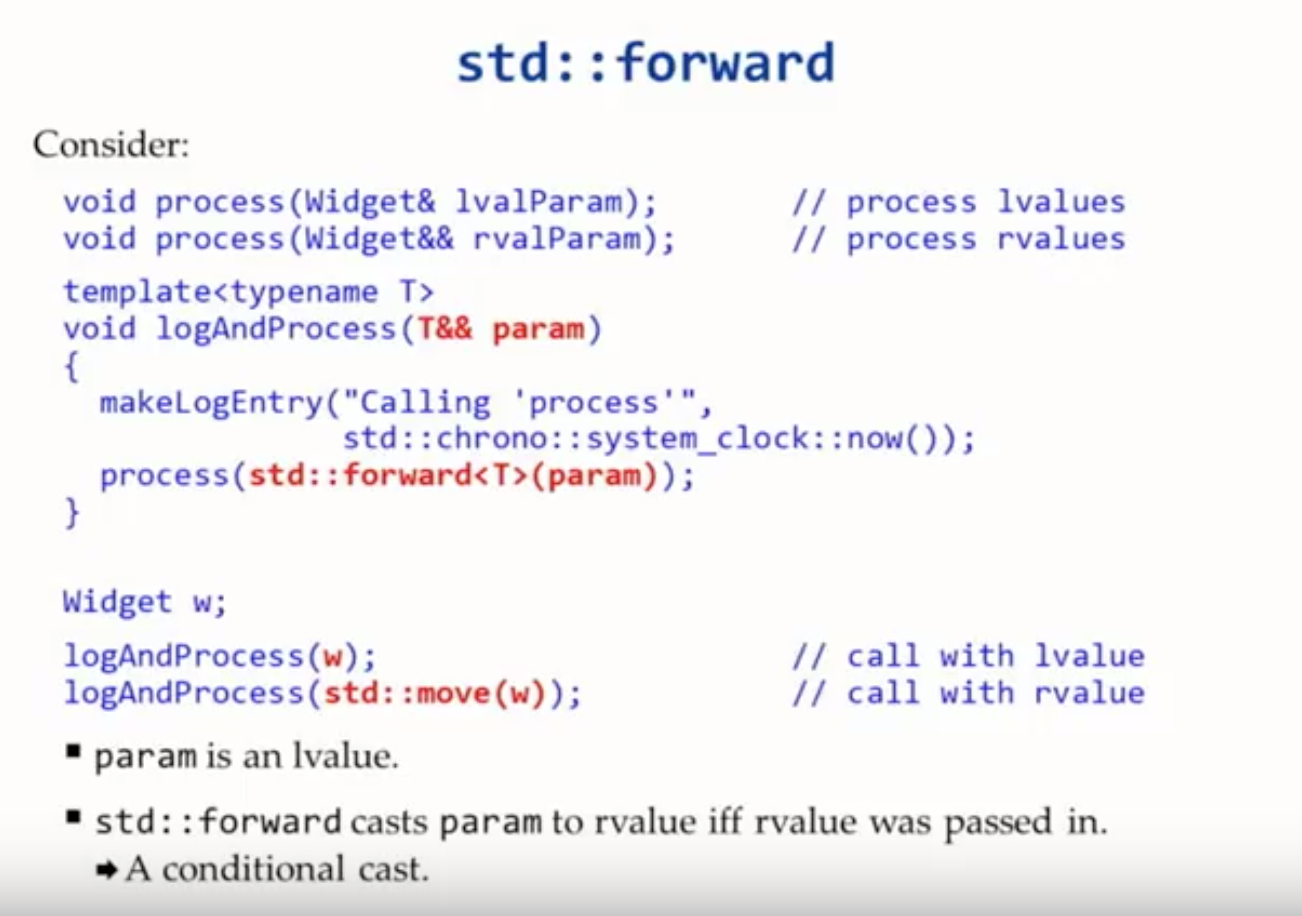 std::forward
Consider:
void process(Widget& lvalParam); // process lvalues
void process(Widget&& rvalParam); // process rvalues
template<typename T>
void logAndProcess(T&& param)
{
makeLogEntry("Calling 'process'",
std::chrono::system_clock::now());
process(std::forward<T>(param));
}
Widget w;
logAndProcess(w); // call with lvalue
logAndProcess(std::move(w)); // call with rvalue
▪ param is an lvalue.
▪ std::forward casts param to rvalue iff rvalue was passed in.
➡ A conditional cast.